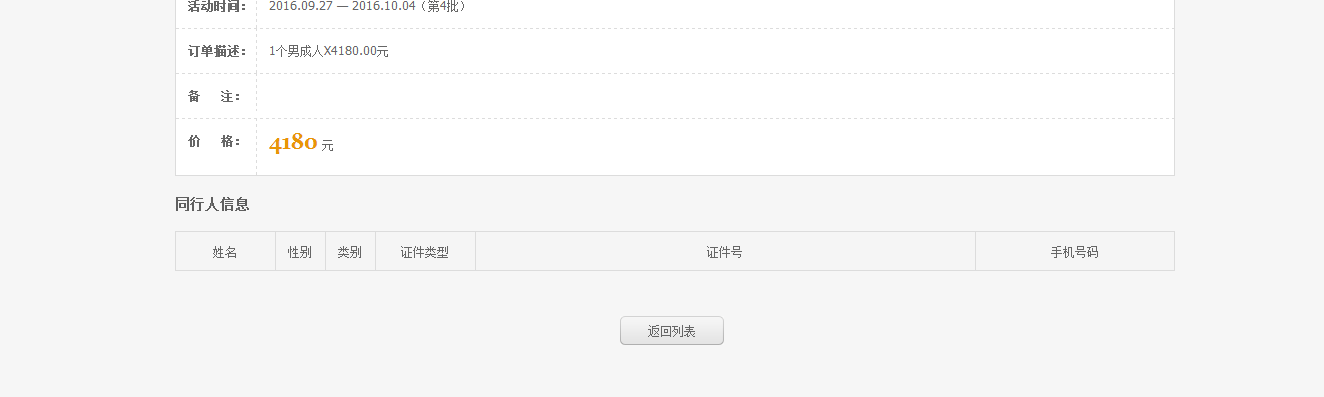 活动时间： 2016.09.27 — 2016.10.04（第4批）
订单描述： 1个男成人X4180.00元
备 注：
价 格： 4180 元
同行人信息
姓名 性别 类别 证件类型 证件号 手机号码
返回列表